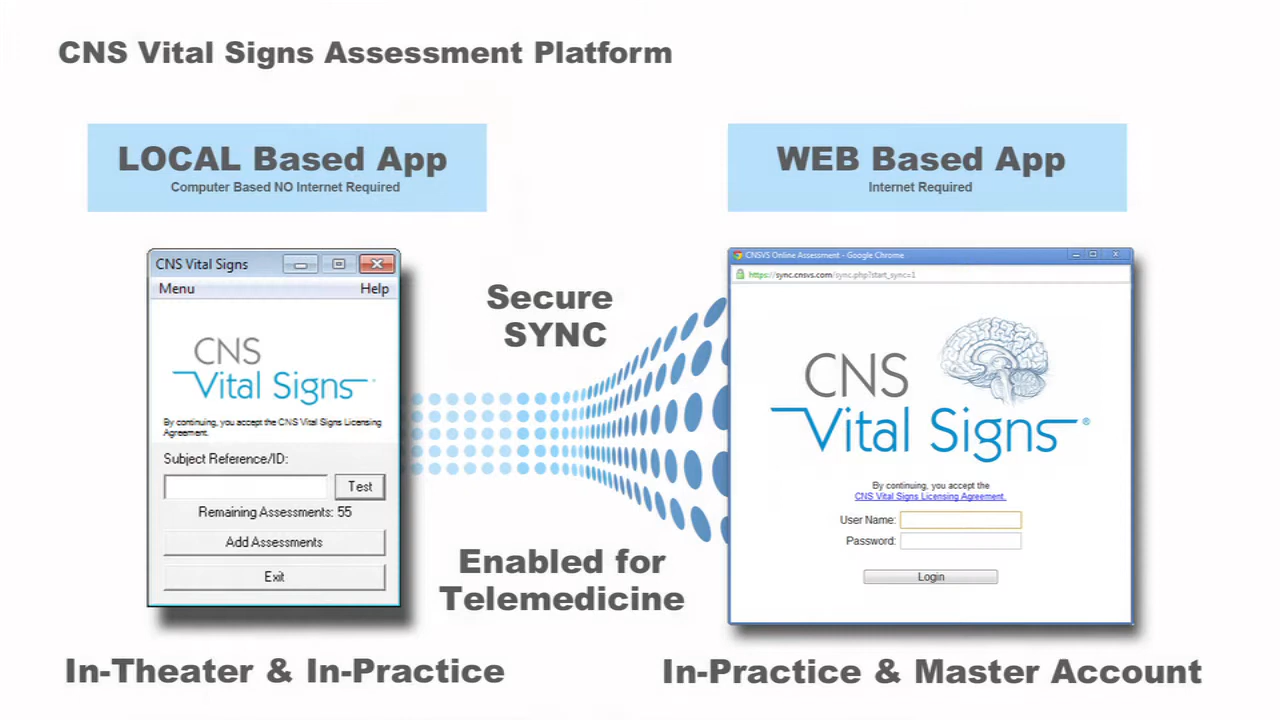 CNS Vital Signs Assessment Platform
LOCAL Based App
Computer Based NO Internet Required
WEB Based App
Internet Required
CNS Vital Signs
Menu
Help
CNS
Vital Signs
By continuing, you accept the CNS Vital Signs Licensing
Agreement.
Subject Reference/ID:
Test
Remaining Assessments: 55
Add Assessments
Exit
Secure
SYNC
Enabled for
Telemedicine
CNSVS Online Assessment - Google Chrome
https://sync.cnsvs.com/sync.php?start_sync=1
CNS
Vital Signs®
By continuing, you accept the
CNS Vital Signs Licensing Agreement.
User Name:
Password:
Login
In-Theater & In-Practice
In-Practice & Master Account